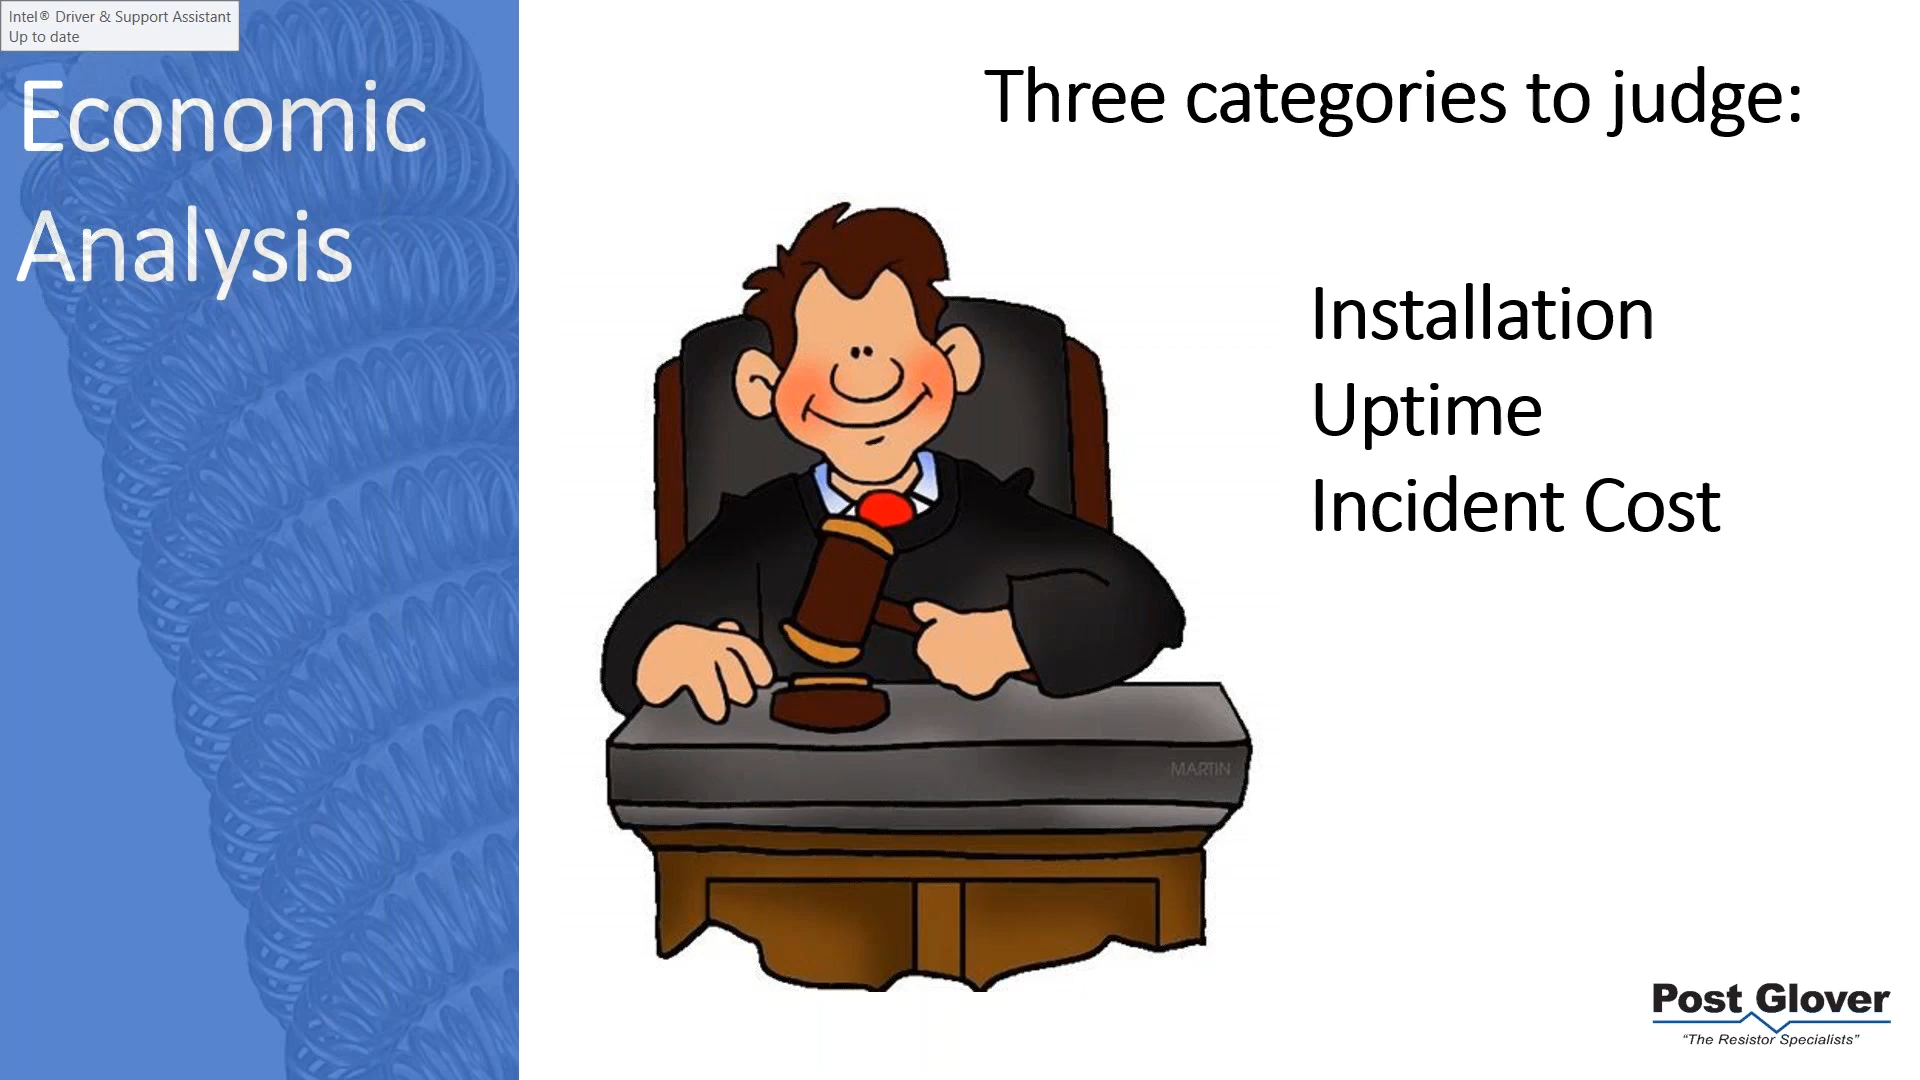 Intel® Driver & Support Assistant
Up to date
Economic
Analysis
Three categories to judge:
Installation
Uptime
Incident Cost
MARTIN
Post Glover
“The Resistor Specialists”